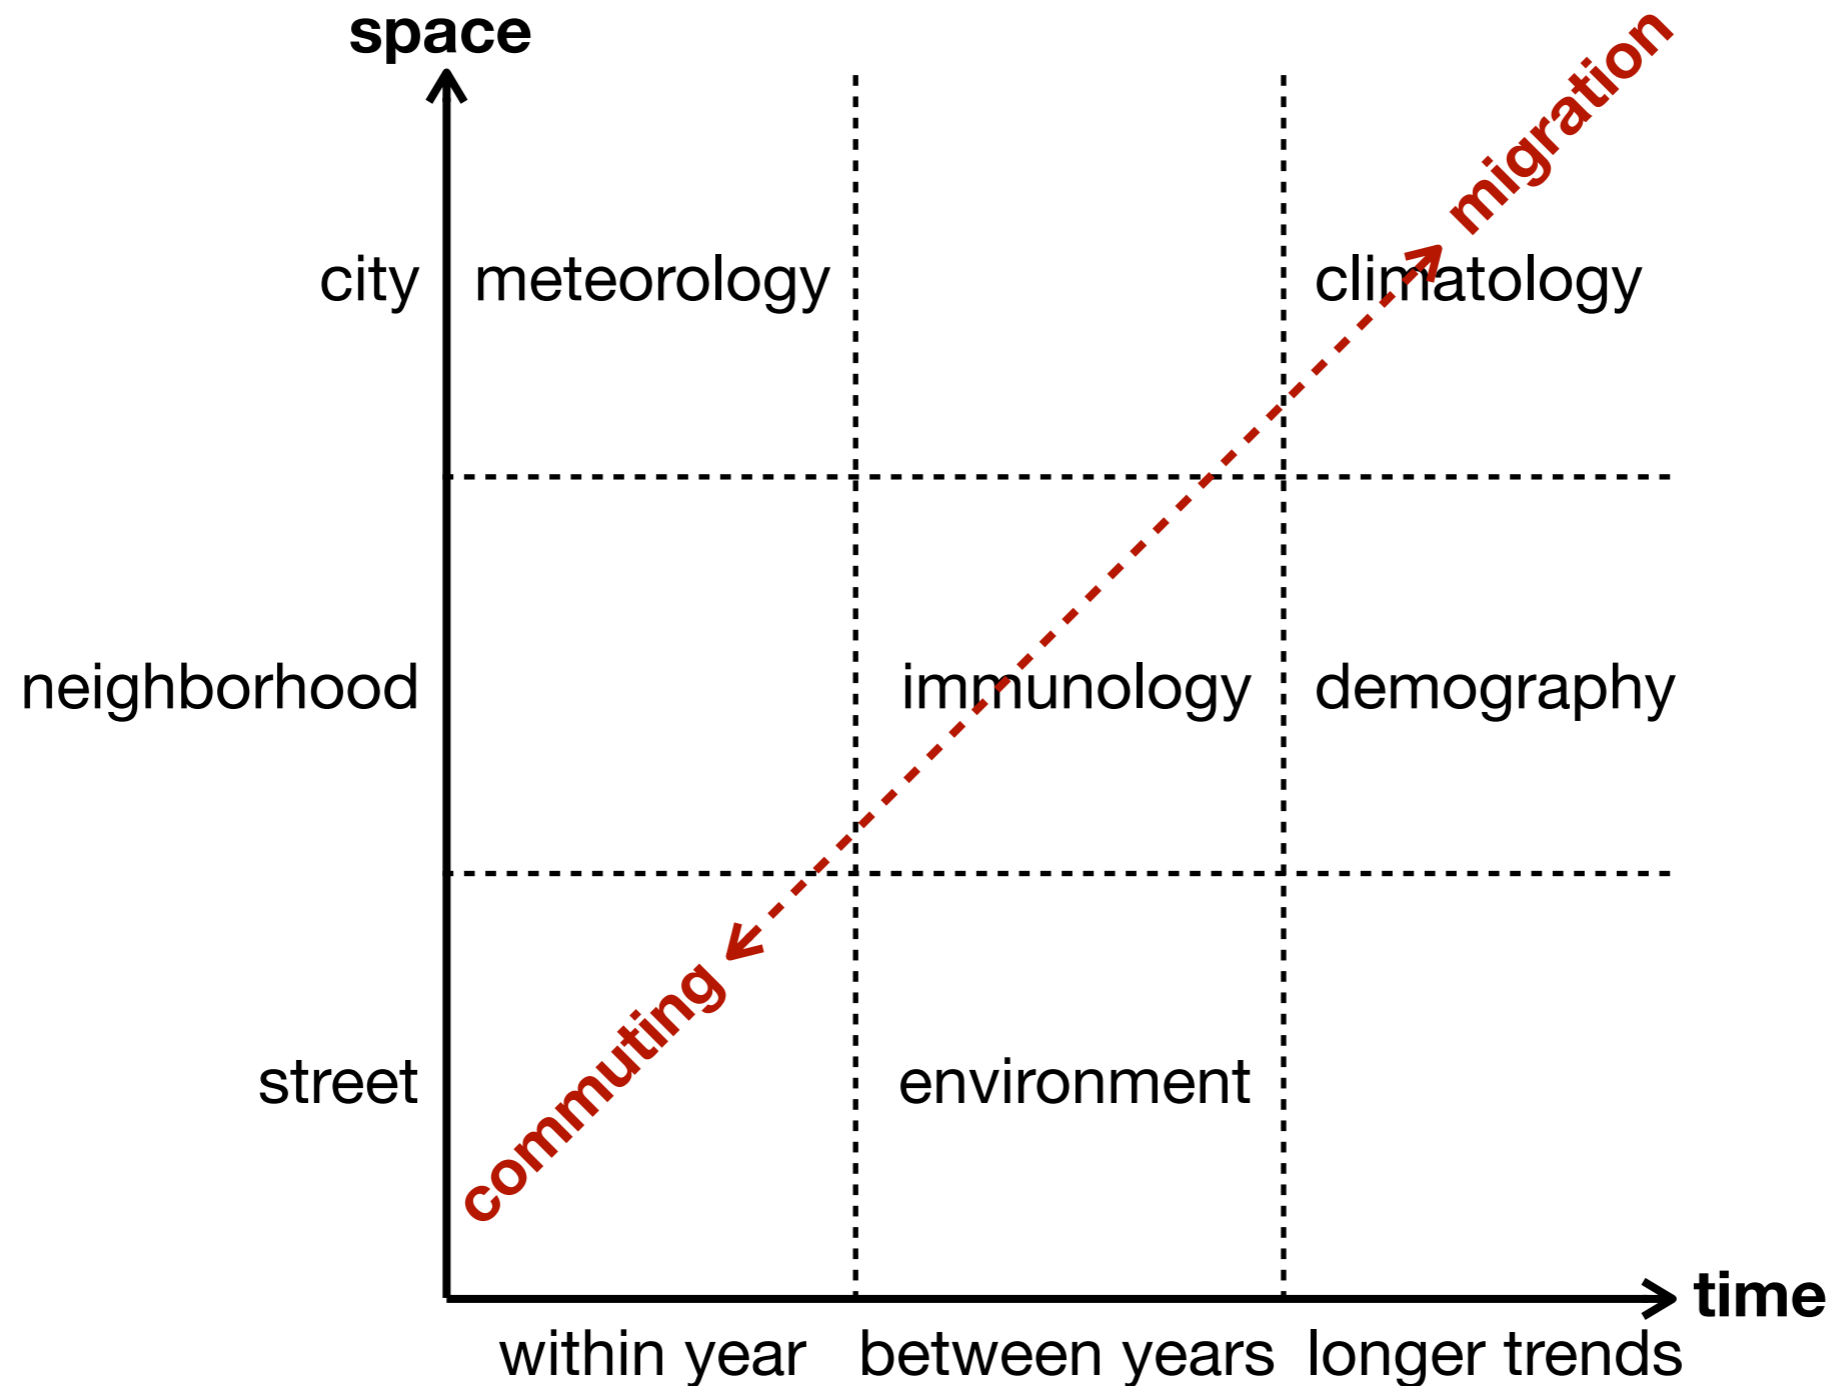 space
migration
city
meteorology
climatology
neighborhood
immunology
demography
commuting
street
environment
time
within year
between years
longer trends